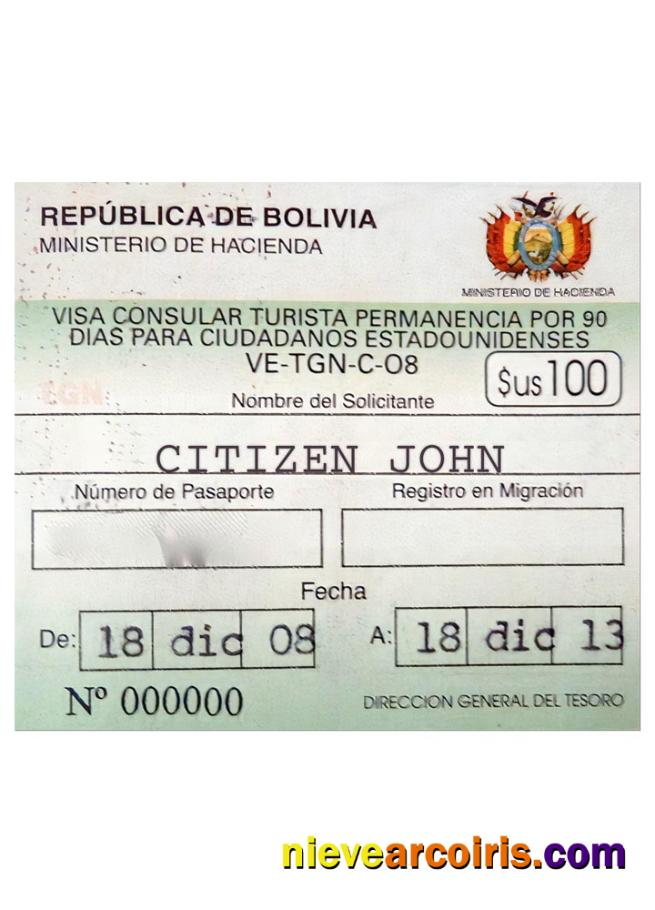 REPÚBLICA DE BOLIVIA
MINISTERIO DE HACIENDA
MINISTERIO DE HACIENDA
VISA CONSULAR TURISTA PERMANENCIA POR 90
DIAS PARA CIUDADANOS ESTADOUNIDENSES
VE-TGN-C-O8
$us100
TGN
Nombre del Solicitante
CITIZEN JOHN
Número de Pasaporte Registro en Migración
Fecha
De: 18 dic 08 A: 18 dic 13
Nº 000000 DIRECCION GENERAL DEL TESORO
nievearcoiris.com